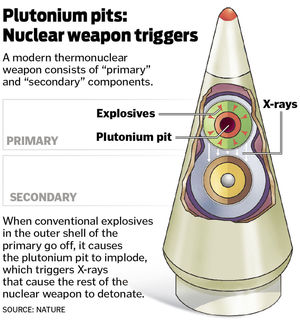 Plutonium pits:
Nuclear weapon triggers
A modern thermonuclear
weapon consists of “primary”
and “secondary” components.
X-rays
Explosives
Plutonium pit
PRIMARY
SECONDARY
When conventional explosives
in the outer shell of the
primary go off, it causes
the plutonium pit to implode,
which triggers X-rays
that cause the rest of the
nuclear weapon to detonate.
SOURCE: NATURE